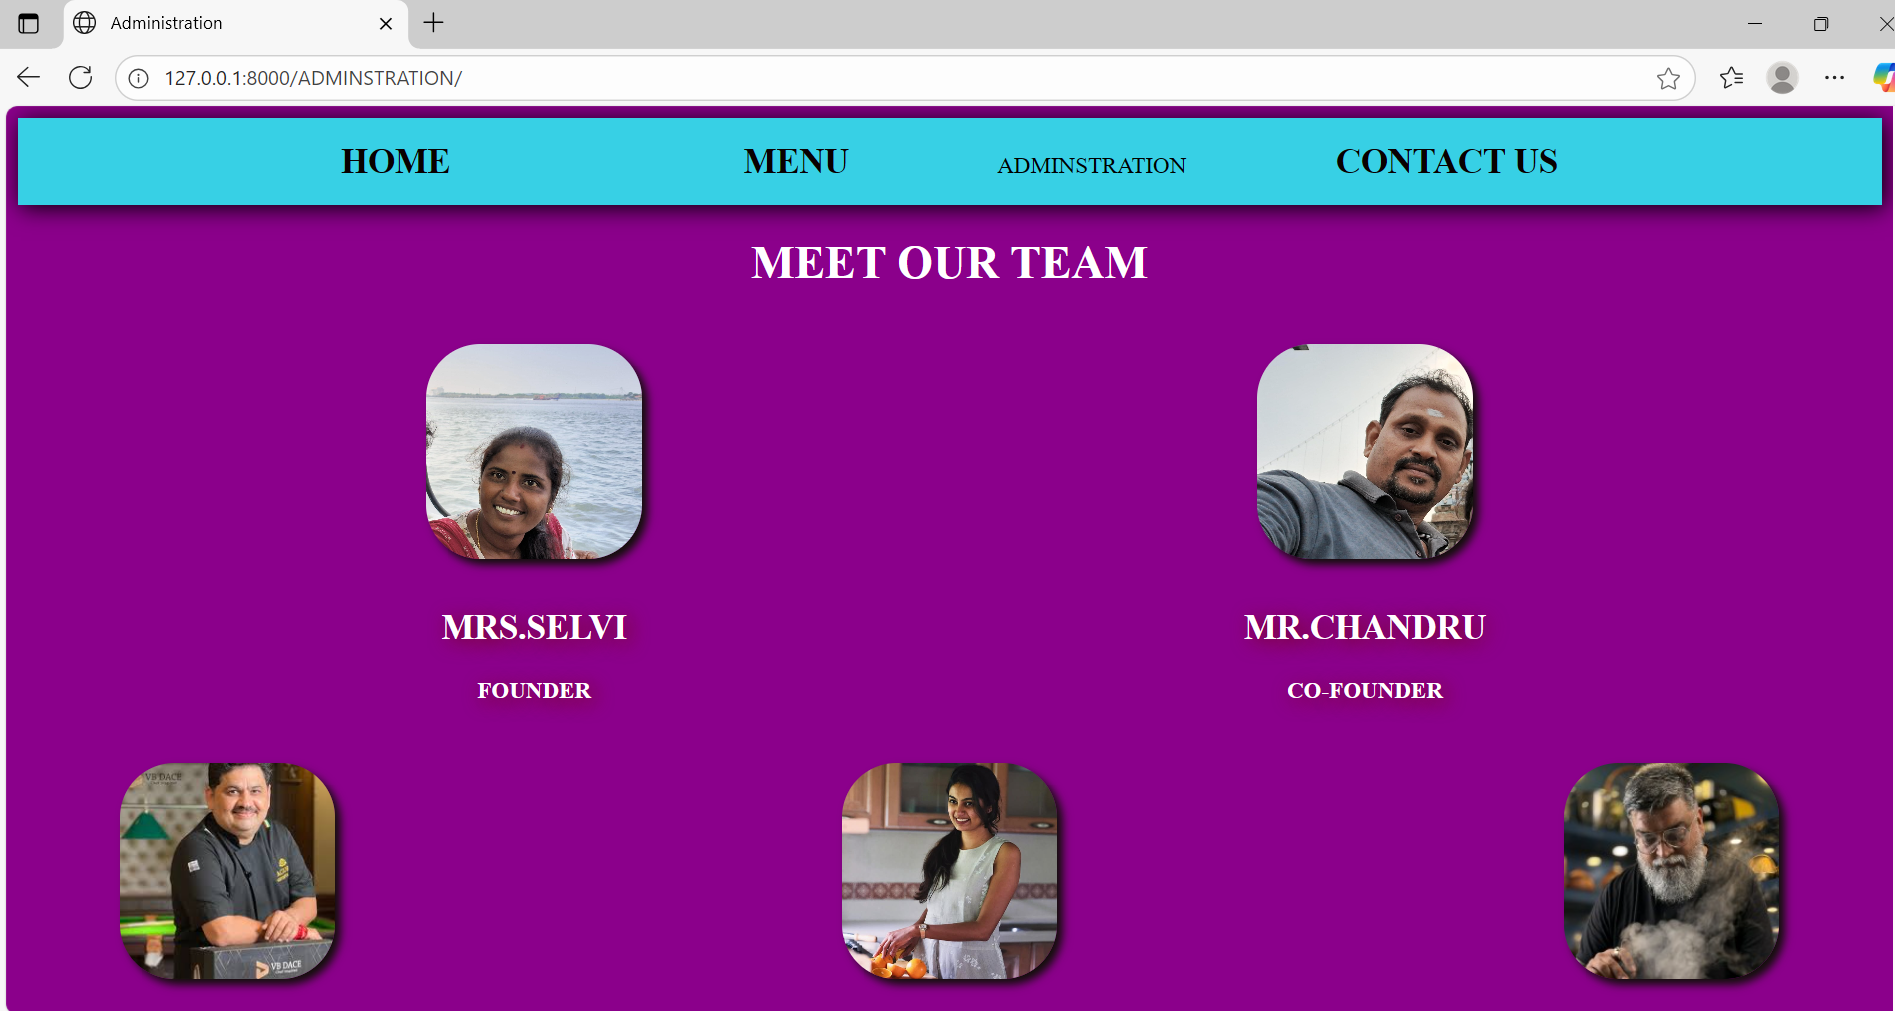 Administration
127.0.0.1:8000/ADMINSTRATION/
HOME MENU ADMINSTRATION CONTACT US
MEET OUR TEAM
MRS.SELVI MR.CHANDRU
FOUNDER CO-FOUNDER
VB DACE
VB DACE